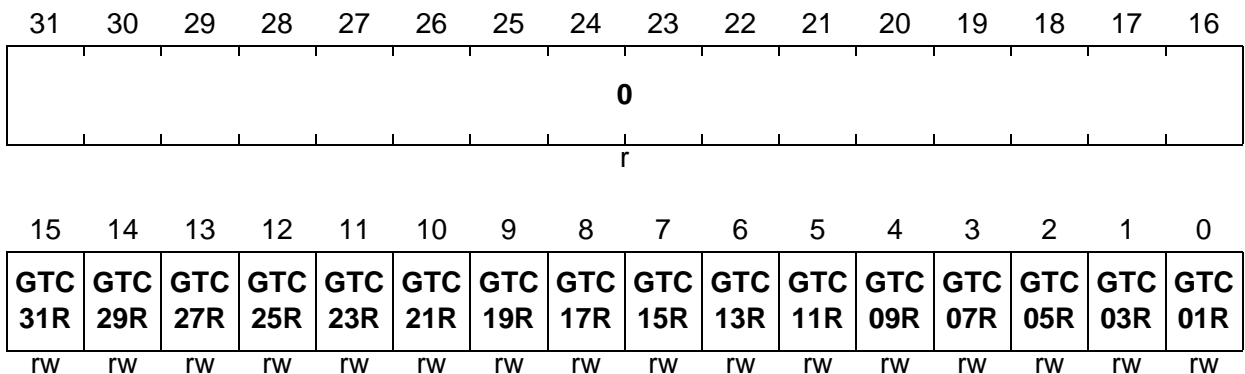 31 30 29 28 27 26 25 24 23 22 21 20 19 18 17 16
0
r
15 14 13 12 11 10 9 8 7 6 5 4 3 2 1 0
GTC GTC GTC GTC GTC GTC GTC GTC GTC GTC GTC GTC GTC GTC GTC GTC
31R 29R 27R 25R 23R 21R 19R 17R 15R 13R 11R 09R 07R 05R 03R 01R
rw rw rw rw rw rw rw rw rw rw rw rw rw rw rw rw